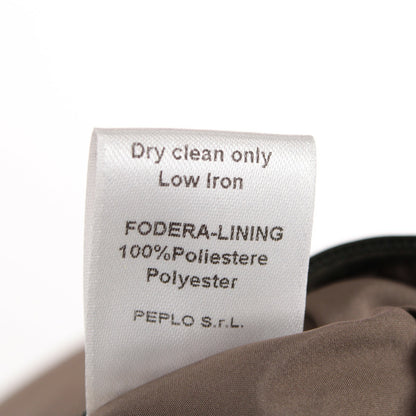 Dry clean only
Low Iron
FODERA-LINING
100%Poliestere
Polyester
PEPLO S.r.L.